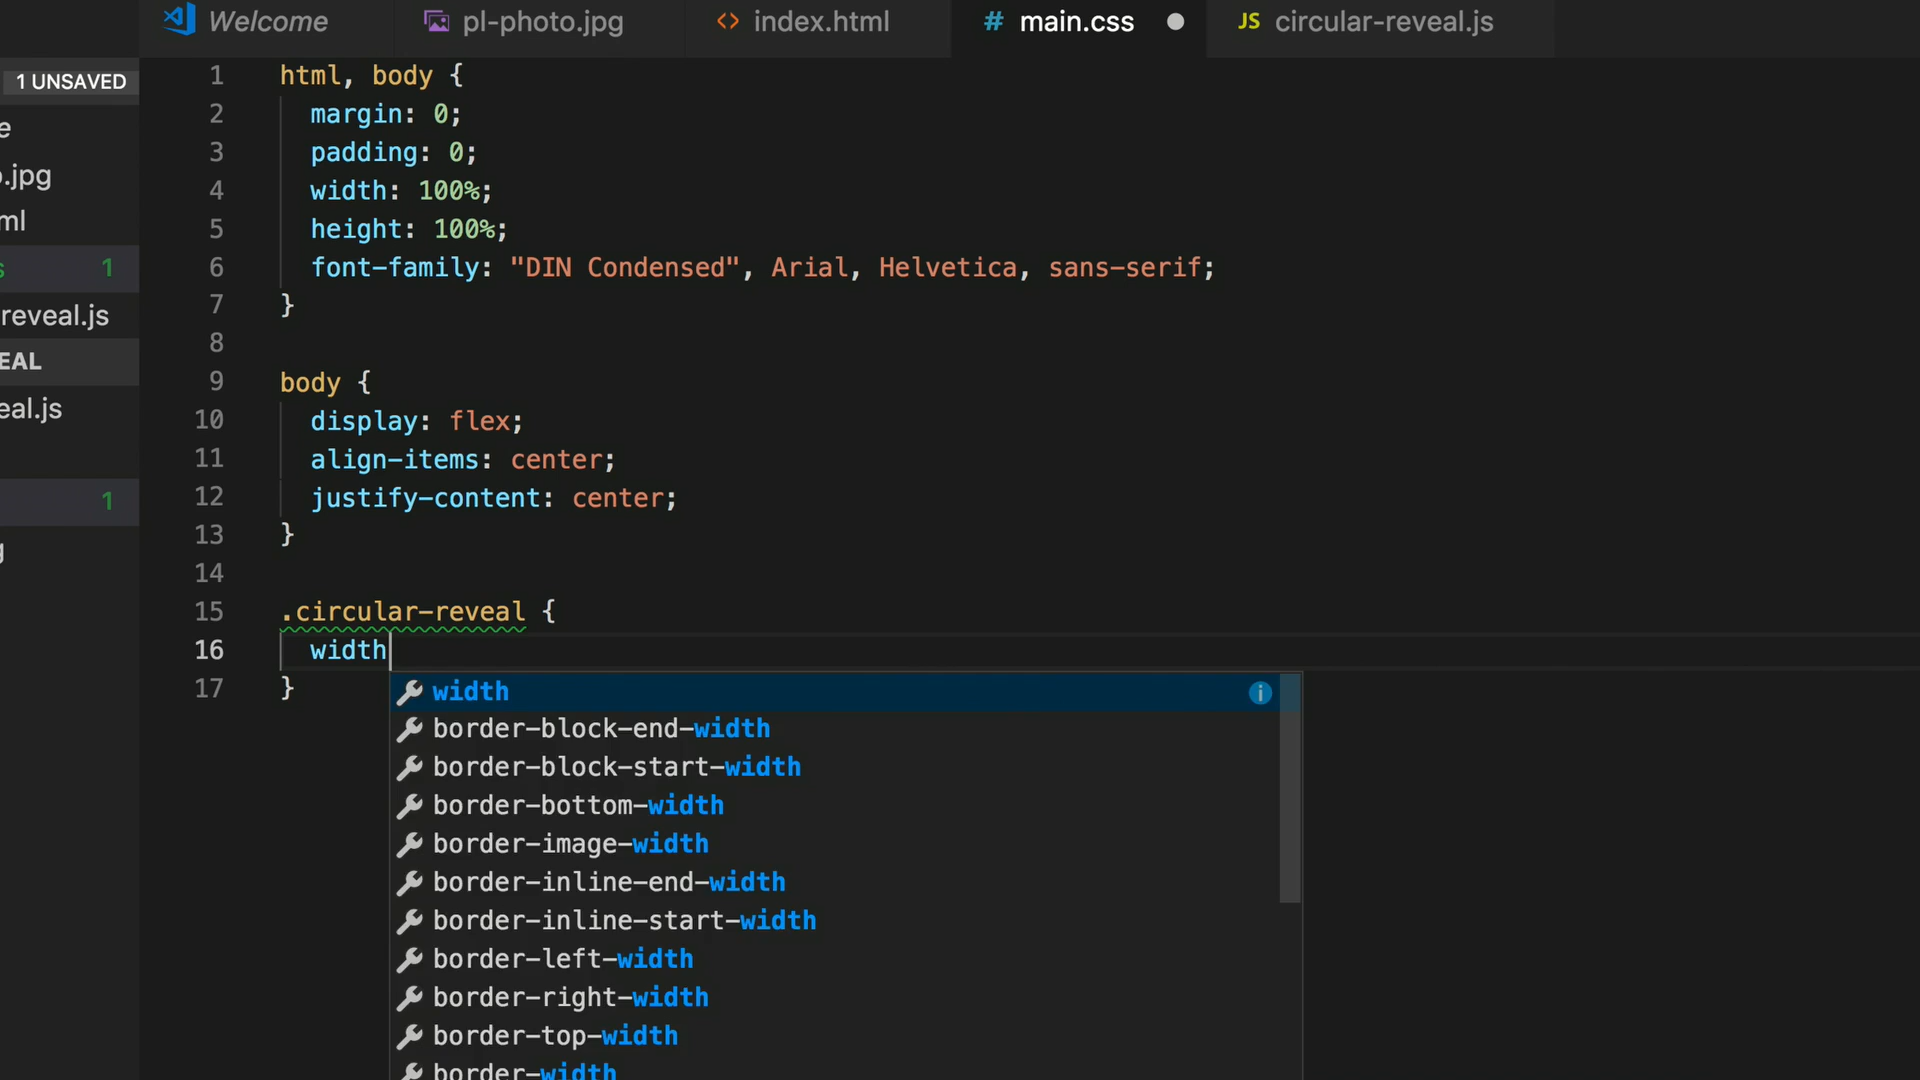 Welcome
pl-photo.jpg
<> index.html
# main.css
JS circular-reveal.js
1 UNSAVED
e
o.jpg
ml
s 1
reveal.js
EAL
eal.js
1
g
1 html, body {
2 margin: 0;
3 padding: 0;
4 width: 100%;
5 height: 100%;
6 font-family: "DIN Condensed", Arial, Helvetica, sans-serif;
7 }
8
9 body {
10 display: flex;
11 align-items: center;
12 justify-content: center;
13 }
14
15 .circular-reveal {
16 width
17 }
width
border-block-end-width
border-block-start-width
border-bottom-width
border-image-width
border-inline-end-width
border-inline-start-width
border-left-width
border-right-width
border-top-width
border-width